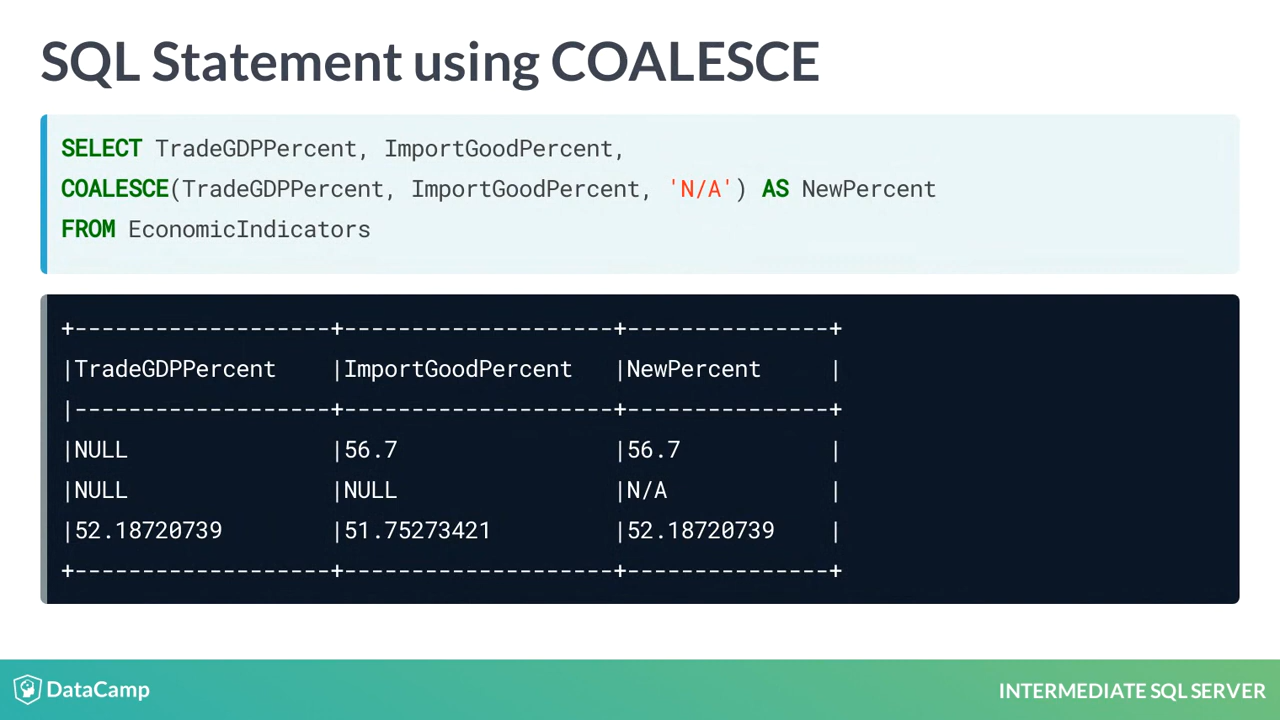 SQL Statement using COALESCE
SELECT TradeGDPPercent, ImportGoodPercent,
COALESCE(TradeGDPPercent, ImportGoodPercent, 'N/A') AS NewPercent
FROM EconomicIndicators
+-------------------+--------------------+---------------+
|TradeGDPPercent    |ImportGoodPercent   |NewPercent     |
|-------------------+--------------------+---------------+
|NULL               |56.7                |56.7           |
|NULL               |NULL                |N/A            |
|52.18720739        |51.75273421         |52.18720739    |
+-------------------+--------------------+---------------+
DataCamp
INTERMEDIATE SQL SERVER